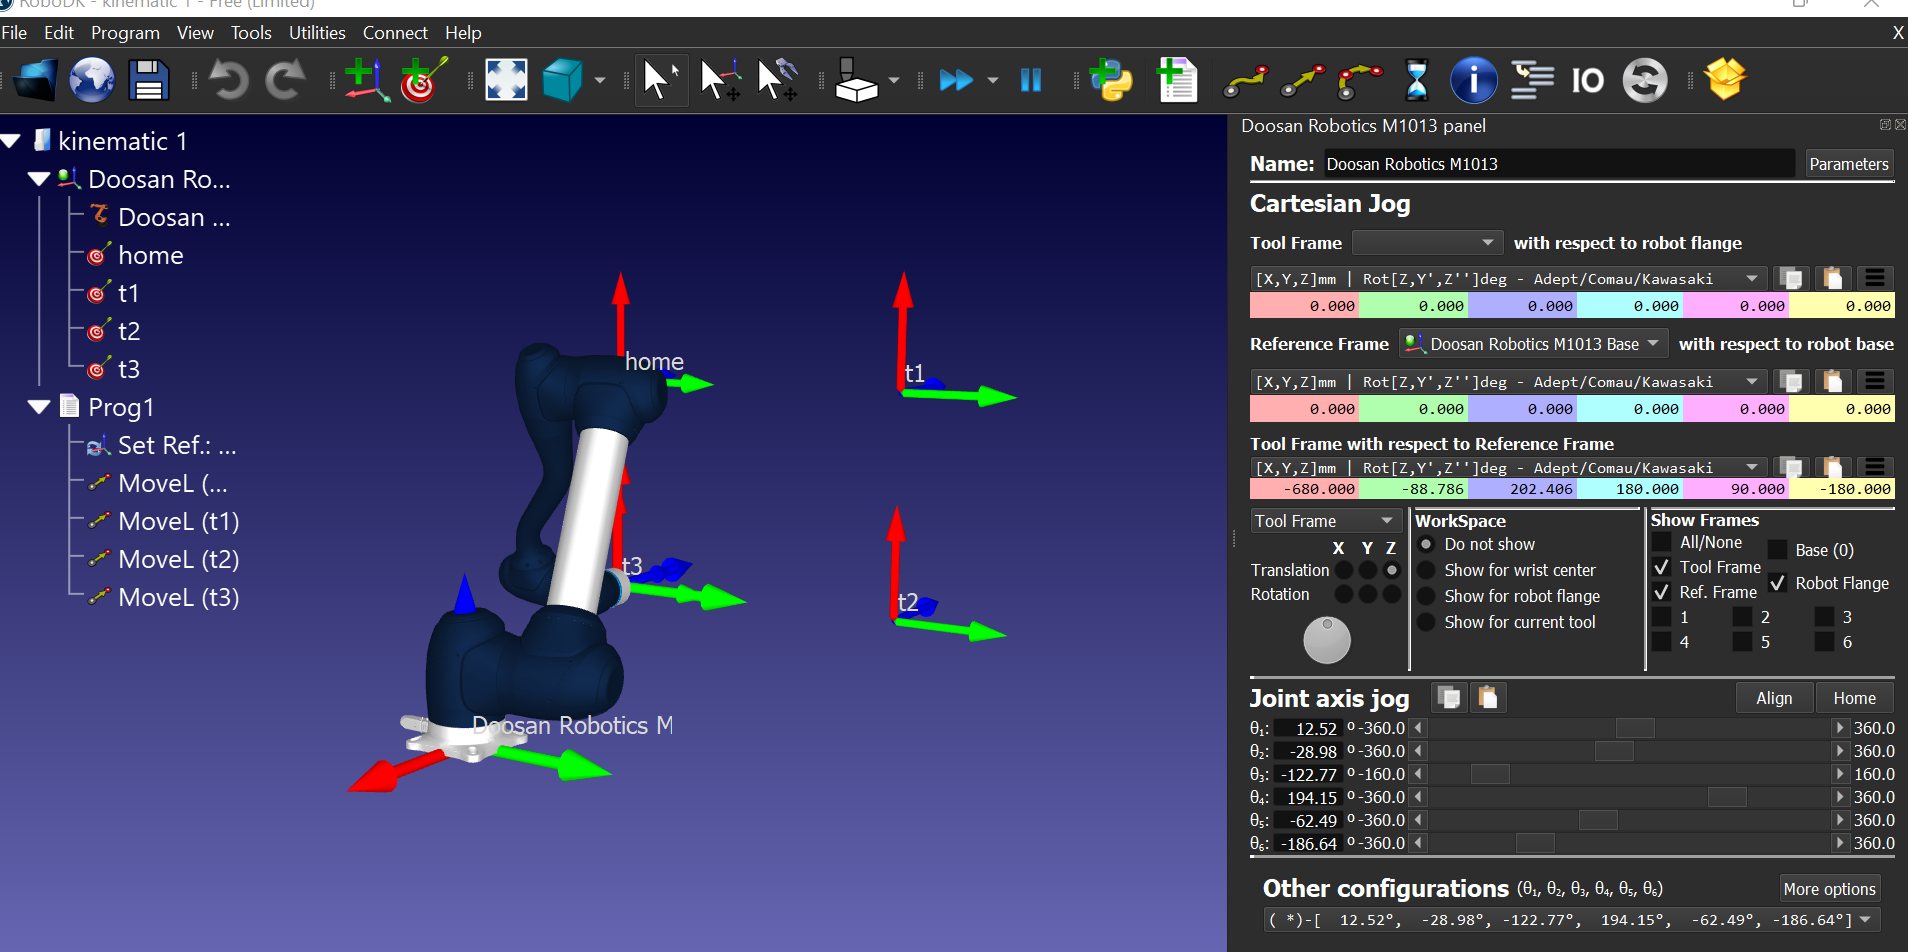 RoboDK - kinematic 1 - Free (Limited)
File Edit Program View Tools Utilities Connect Help X
IO
kinematic 1
Doosan Ro...
Doosan ...
home
t1
t2
t3
Prog1
Set Ref.: ...
MoveL (...
MoveL (t1)
MoveL (t2)
MoveL (t3)
home
t1
t3
t2
Doosan Robotics M
Doosan Robotics M1013 panel
Name: Doosan Robotics M1013 Parameters
Cartesian Jog
Tool Frame with respect to robot flange
[X,Y,Z]mm | Rot[Z,Y',Z'']deg - Adept/Comau/Kawasaki
0.000 0.000 0.000 0.000 0.000 0.000
Reference Frame Doosan Robotics M1013 Base with respect to robot base
[X,Y,Z]mm | Rot[Z,Y',Z'']deg - Adept/Comau/Kawasaki
0.000 0.000 0.000 0.000 0.000 0.000
Tool Frame with respect to Reference Frame
[X,Y,Z]mm | Rot[Z,Y',Z'']deg - Adept/Comau/Kawasaki
-680.000 -88.786 202.406 180.000 90.000 -180.000
Tool Frame
X Y Z
Translation
Rotation
WorkSpace
Do not show
Show for wrist center
Show for robot flange
Show for current tool
Show Frames
All/None Base (0)
Tool Frame
Ref. Frame Robot Flange
1 2 3
4 5 6
Joint axis jog Align Home
θ₁: 12.52 º -360.0 360.0
θ₂: -28.98 º -360.0 360.0
θ₃: -122.77 º -160.0 160.0
θ₄: 194.15 º -360.0 360.0
θ₅: -62.49 º -360.0 360.0
θ₆: -186.64 º -360.0 360.0
Other configurations (θ₁, θ₂, θ₃, θ₄, θ₅, θ₆) More options
( *)-[ 12.52°, -28.98°, -122.77°, 194.15°, -62.49°, -186.64°]